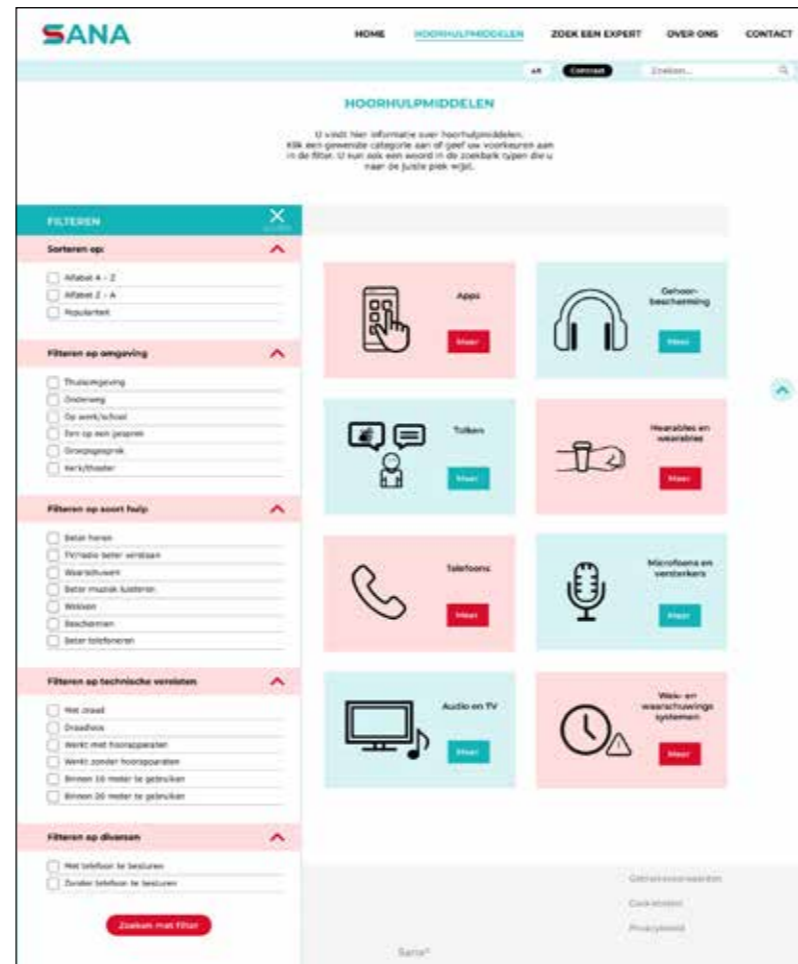 SANA
HOME HOORHULPMIDDELEN ZOEK EEN EXPERT OVER ONS CONTACT
Contrast Zoeken...
HOORHULPMIDDELEN
U vindt hier informatie over hoorhulpmiddelen.
Klik een gewenste categorie aan of geef uw voorkeuren aan
in de filter. U kun ook een woord in de zoekbalk typen die u
naar de juiste plek wijst.
FILTEREN
Sorteren op:
Alfabet A - Z
Alfabet Z - A
Populariteit
Filteren op omgeving
Thuisomgeving
Onderweg
Op werk/school
Een op een gesprek
Groepsgesprek
Kerk/theater
Filteren op soort hulp
Beter horen
TV/radio beter verstaan
Waarschuwen
Beter muziek luisteren
Wekken
Beschermen
Beter telefoneren
Filteren op technische vereisten
Met draad
Draadloos
Werkt met hoorapparaten
Werkt zonder hoorapparaten
Binnen 10 meter te gebruiken
Binnen 20 meter te gebruiken
Filteren op diversen
Met telefoon te besturen
Zonder telefoon te besturen
Zoeken met filter
Apps
Meer
Gehoor-
bescherming
Meer
Tolken
Meer
Hearables en
wearables
Meer
Telefoons
Meer
Microfoons en
versterkers
Meer
Audio en TV
Meer
Wek- en
waarschuwings
systemen
Meer
Gebruiksvoorwaarden
Cookiebeleid
Privacybeleid